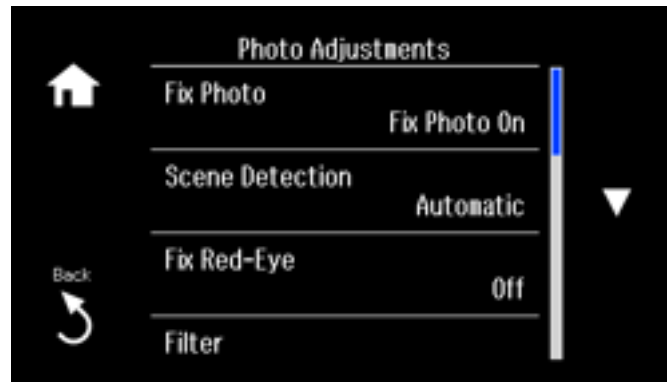 Photo Adjustments
Fix Photo
Fix Photo On
Scene Detection
Automatic
Fix Red-Eye
Off
Back
Filter